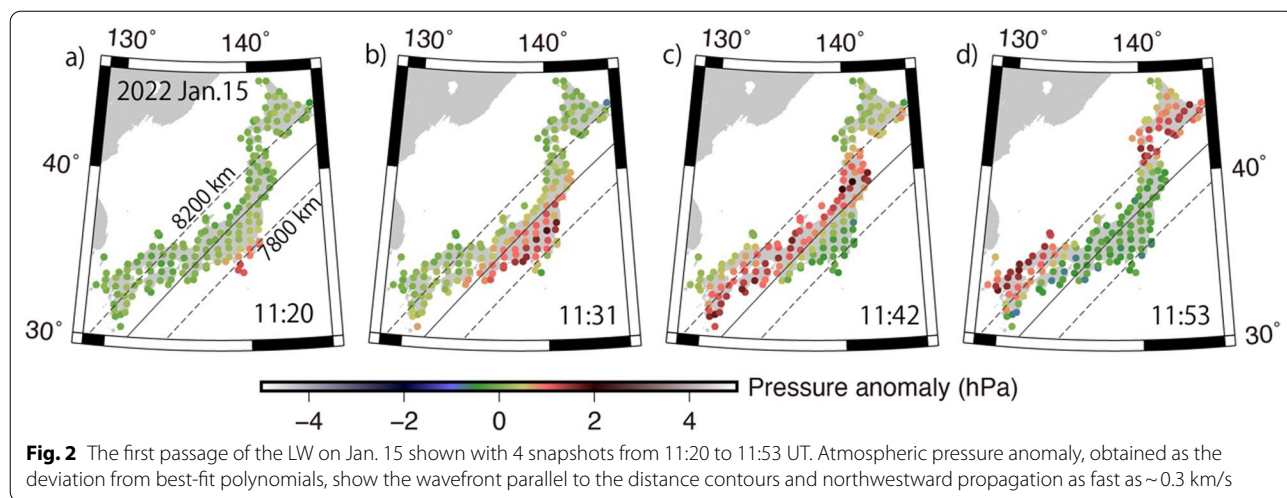 a) 130° 140°
b) 130° 140°
c) 130° 140°
d) 130° 140°
2022 Jan.15
40°
40°
8200 km
7800 km
30°
11:20
11:31
11:42
11:53
30°
−4 −2 0 2 4
Pressure anomaly (hPa)
Fig. 2 The first passage of the LW on Jan. 15 shown with 4 snapshots from 11:20 to 11:53 UT. Atmospheric pressure anomaly, obtained as the
deviation from best-fit polynomials, show the wavefront parallel to the distance contours and northwestward propagation as fast as ~ 0.3 km/s